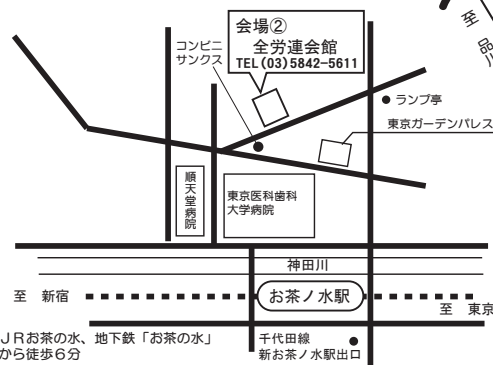 至 品川
会場②
全労連会館
TEL(03)5842-5611
コンビニ
サンクス
ランプ亭
東京ガーデンパレス
順天堂病院
東京医科歯科
大学病院
神田川
至 新宿
お茶ノ水駅
至 東京
JRお茶の水、地下鉄「お茶の水」
から徒歩6分
千代田線
新お茶ノ水駅出口